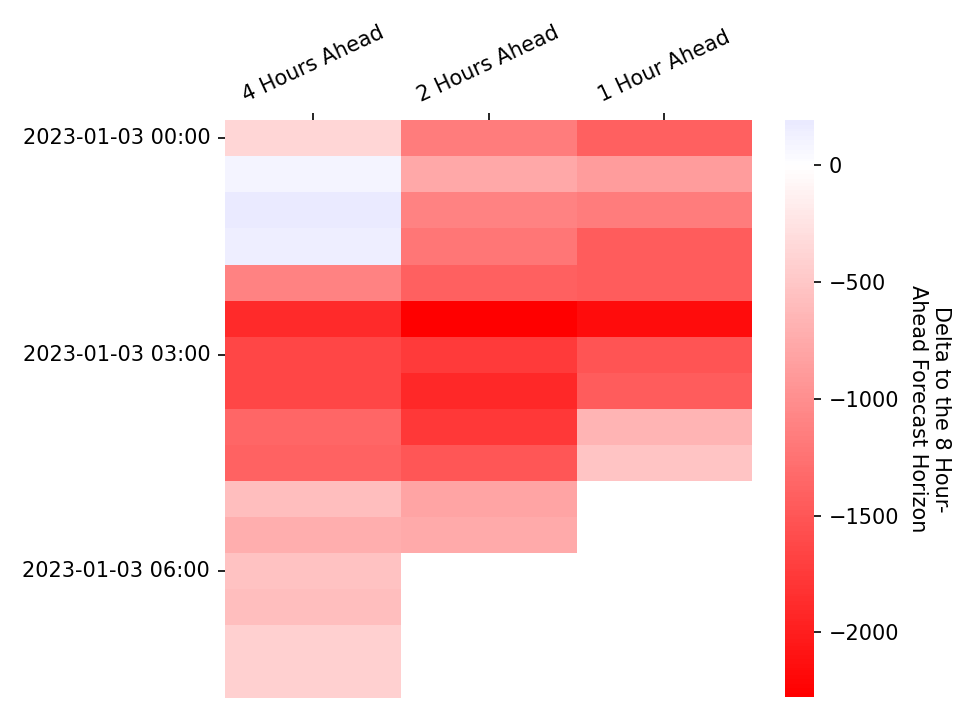 4 Hours Ahead
2 Hours Ahead
1 Hour Ahead
2023-01-03 00:00
2023-01-03 03:00
2023-01-03 06:00
0
−500
−1000
−1500
−2000
Delta to the 8 Hour-
Ahead Forecast Horizon